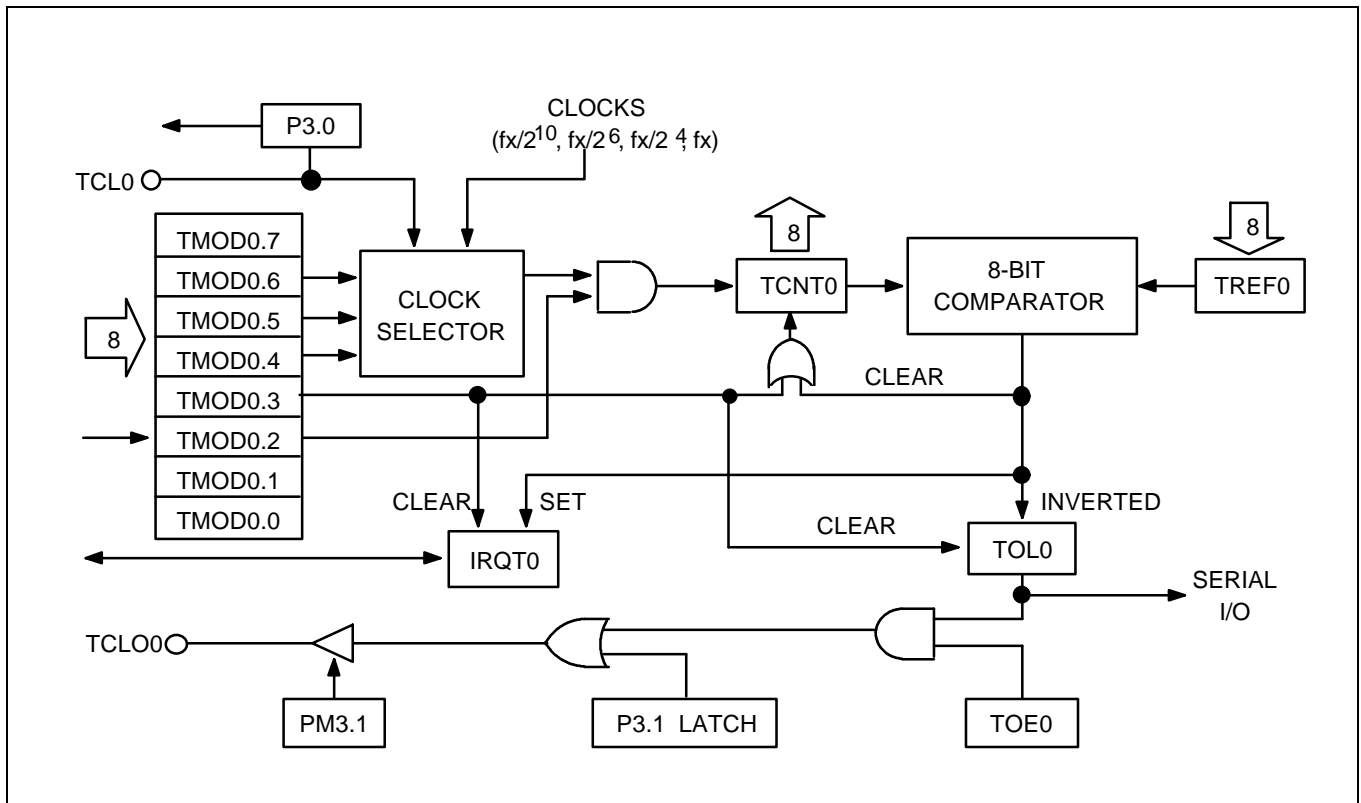 P3.0
CLOCKS
(fx/2¹⁰, fx/2⁶, fx/2⁴, fx)
TCL0
TMOD0.7
TMOD0.6
TMOD0.5
TMOD0.4
TMOD0.3
TMOD0.2
TMOD0.1
TMOD0.0
8
CLOCK
SELECTOR
8
TCNT0
8-BIT
COMPARATOR
8
TREF0
CLEAR
CLEAR
SET
IRQT0
CLEAR
INVERTED
TOL0
SERIAL
I/O
TCLO0
PM3.1
P3.1 LATCH
TOE0